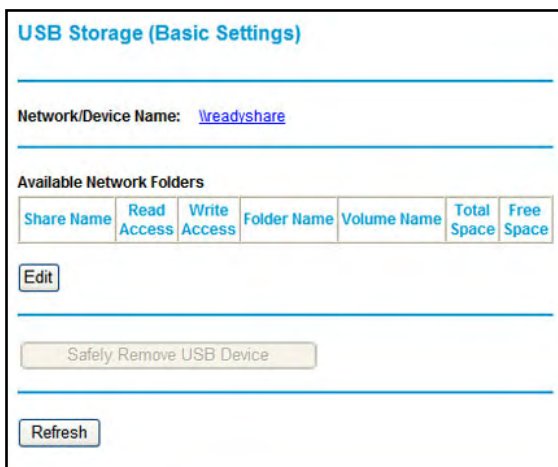 USB Storage (Basic Settings)
Network/Device Name: \\readyshare
Available Network Folders
Share Name Read Access Write Access Folder Name Volume Name Total Space Free Space
Edit
Safely Remove USB Device
Refresh